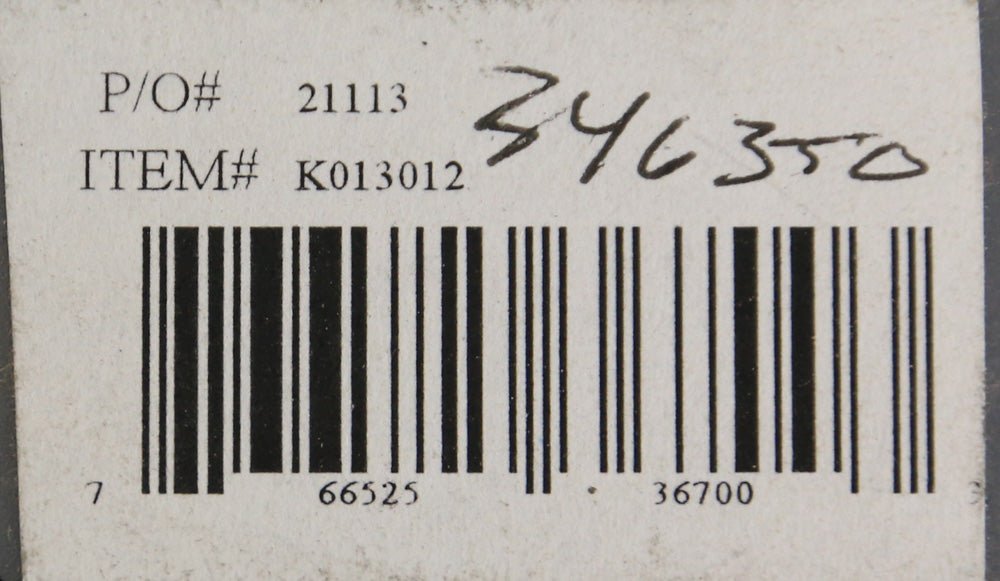 P/O# 21113
346350
ITEM# K013012
7 66525 36700